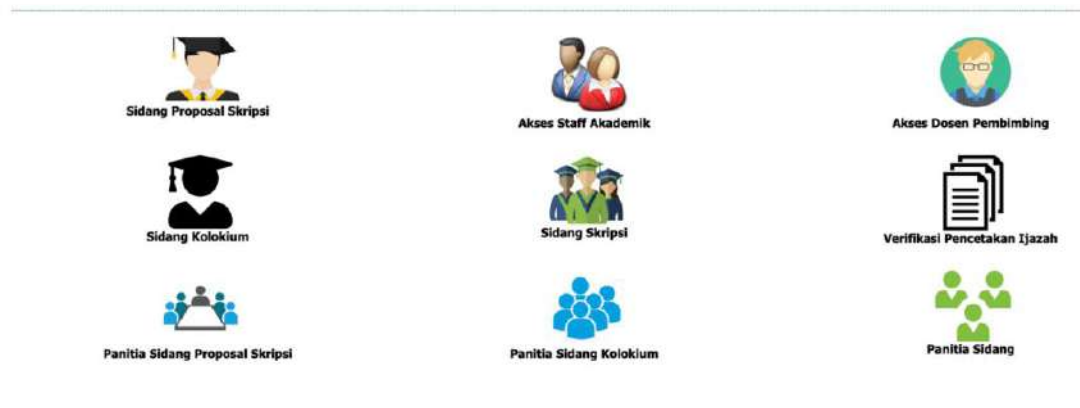 Sidang Proposal Skripsi
Akses Staff Akademik
Akses Dosen Pembimbing
Sidang Kolokium
Sidang Skripsi
Verifikasi Pencetakan Ijazah
Panitia Sidang Proposal Skripsi
Panitia Sidang Kolokium
Panitia Sidang